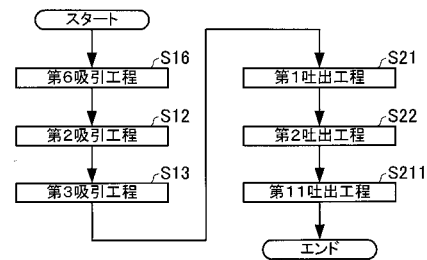 スタート
S16
第6吸引工程
S12
第2吸引工程
S13
第3吸引工程
S21
第1吐出工程
S22
第2吐出工程
S211
第11吐出工程
エンド